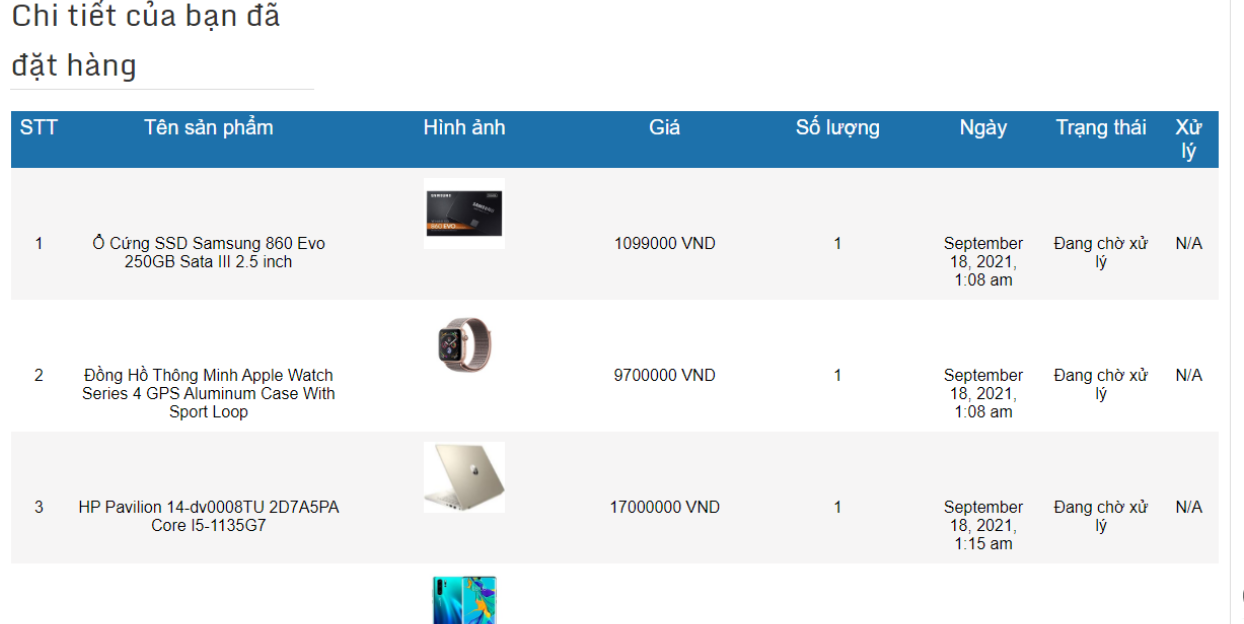 Chi tiết của bạn đã
đặt hàng
STT Tên sản phẩm Hình ảnh Giá Số lượng Ngày Trạng thái Xử
lý
SAMSUNG
860 EVO
1 Ổ Cứng SSD Samsung 860 Evo 1099000 VND 1 September Đang chờ xử N/A
250GB Sata III 2.5 inch 18, 2021, lý
1:08 am
2 Đồng Hồ Thông Minh Apple Watch 9700000 VND 1 September Đang chờ xử N/A
Series 4 GPS Aluminum Case With 18, 2021, lý
Sport Loop 1:08 am
3 HP Pavilion 14-dv0008TU 2D7A5PA 17000000 VND 1 September Đang chờ xử N/A
Core I5-1135G7 18, 2021, lý
1:15 am